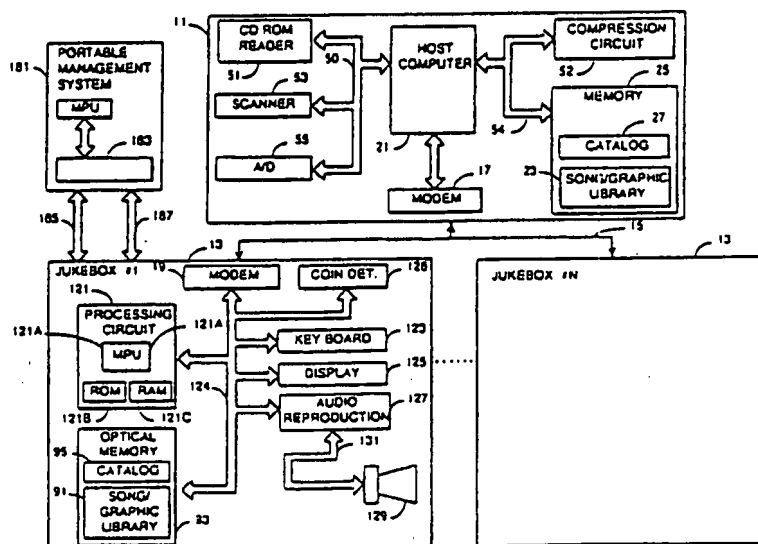 11
CD ROM
READER
51
50
HOST
COMPUTER
21
COMPRESSION
CIRCUIT
52
25
PORTABLE
MANAGEMENT
SYSTEM
181
MPU
183
53
SCANNER
55
A/D
54
MEMORY
27
CATALOG
23
SONG/GRAPHIC
LIBRARY
17
MODEM
185
187
15
13
JUKEBOX #1
19
MODEM
COIN DET.
126
121
PROCESSING
CIRCUIT
121A
121A
MPU
ROM
RAM
121B
121C
124
KEY BOARD
123
DISPLAY
125
AUDIO
REPRODUCTION
127
131
129
OPTICAL
MEMORY
95
CATALOG
91
SONG/
GRAPHIC
LIBRARY
13
JUKEBOX #N